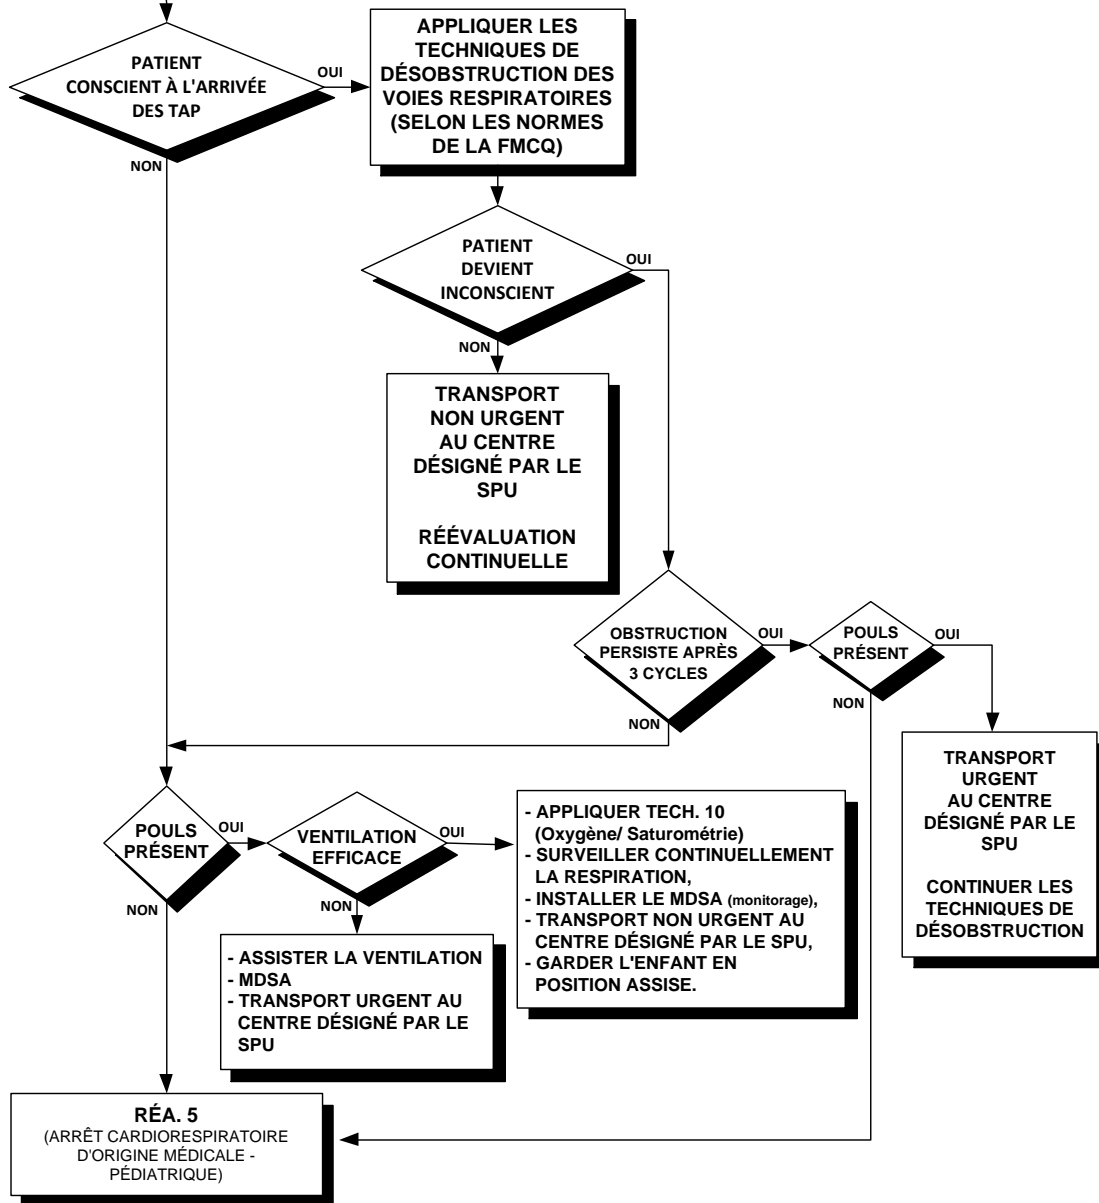 PATIENT
CONSCIENT À L'ARRIVÉE
DES TAP
OUI
NON
APPLIQUER LES
TECHNIQUES DE
DÉSOBSTRUCTION DES
VOIES RESPIRATOIRES
(SELON LES NORMES
DE LA FMCQ)
PATIENT
DEVIENT
INCONSCIENT
OUI
NON
TRANSPORT
NON URGENT
AU CENTRE
DÉSIGNÉ PAR LE
SPU
RÉÉVALUATION
CONTINUELLE
OBSTRUCTION
PERSISTE APRÈS
3 CYCLES
OUI
NON
POULS
PRÉSENT
OUI
NON
TRANSPORT
URGENT
AU CENTRE
DÉSIGNÉ PAR LE
SPU
CONTINUER LES
TECHNIQUES DE
DÉSOBSTRUCTION
POULS
PRÉSENT
OUI
NON
VENTILATION
EFFICACE
OUI
NON
- APPLIQUER TECH. 10
(Oxygène/ Saturométrie)
- SURVEILLER CONTINUELLEMENT
LA RESPIRATION,
- INSTALLER LE MDSA (monitorage),
- TRANSPORT NON URGENT AU
CENTRE DÉSIGNÉ PAR LE SPU,
- GARDER L'ENFANT EN
POSITION ASSISE.
- ASSISTER LA VENTILATION
- MDSA
- TRANSPORT URGENT AU
CENTRE DÉSIGNÉ PAR LE
SPU
RÉA. 5
(ARRÊT CARDIORESPIRATOIRE
D'ORIGINE MÉDICALE -
PÉDIATRIQUE)